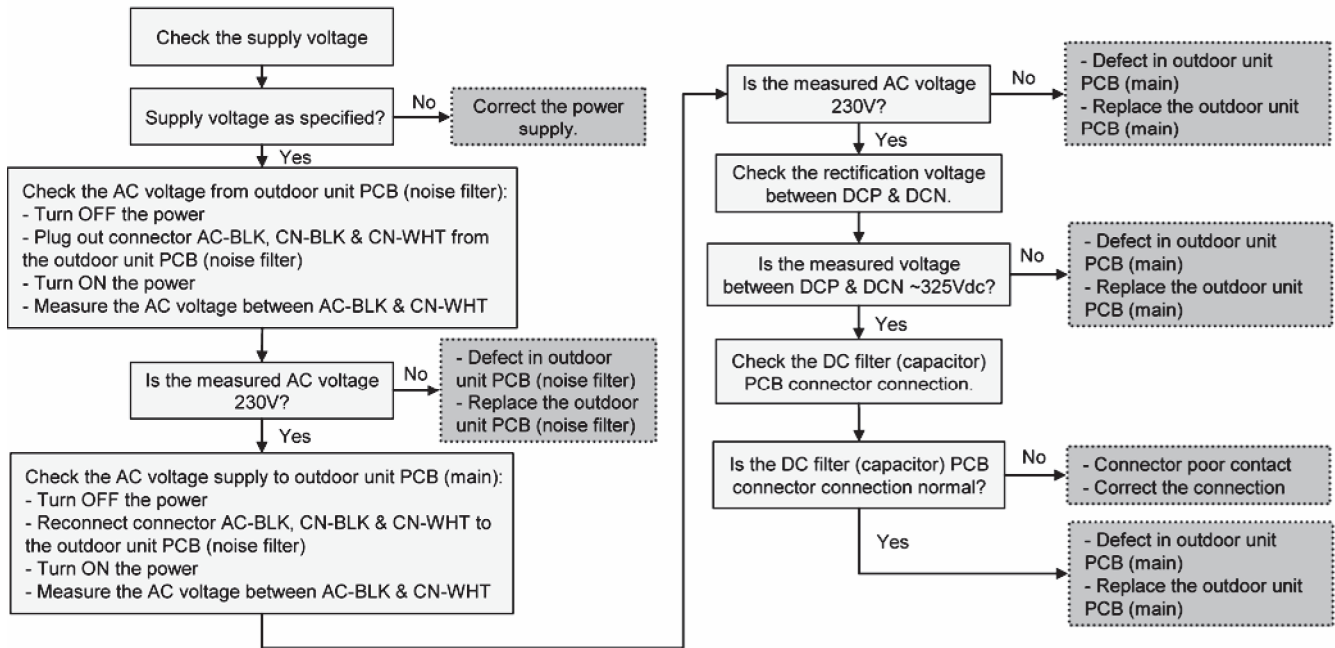 Check the supply voltage
Supply voltage as specified?
No
Correct the power
supply.
Yes
Check the AC voltage from outdoor unit PCB (noise filter):
- Turn OFF the power
- Plug out connector AC-BLK, CN-BLK & CN-WHT from
the outdoor unit PCB (noise filter)
- Turn ON the power
- Measure the AC voltage between AC-BLK & CN-WHT
Is the measured AC voltage
230V?
No
- Defect in outdoor
unit PCB (noise filter)
- Replace the outdoor
unit PCB (noise filter)
Yes
Check the AC voltage supply to outdoor unit PCB (main):
- Turn OFF the power
- Reconnect connector AC-BLK, CN-BLK & CN-WHT to
the outdoor unit PCB (noise filter)
- Turn ON the power
- Measure the AC voltage between AC-BLK & CN-WHT
Is the measured AC voltage
230V?
No
- Defect in outdoor unit
PCB (main)
- Replace the outdoor unit
PCB (main)
Yes
Check the rectification voltage
between DCP & DCN.
Is the measured voltage
between DCP & DCN ~325Vdc?
No
- Defect in outdoor unit
PCB (main)
- Replace the outdoor unit
PCB (main)
Yes
Check the DC filter (capacitor)
PCB connector connection.
Is the DC filter (capacitor) PCB
connector connection normal?
No
- Connector poor contact
- Correct the connection
Yes
- Defect in outdoor unit
PCB (main)
- Replace the outdoor unit
PCB (main)